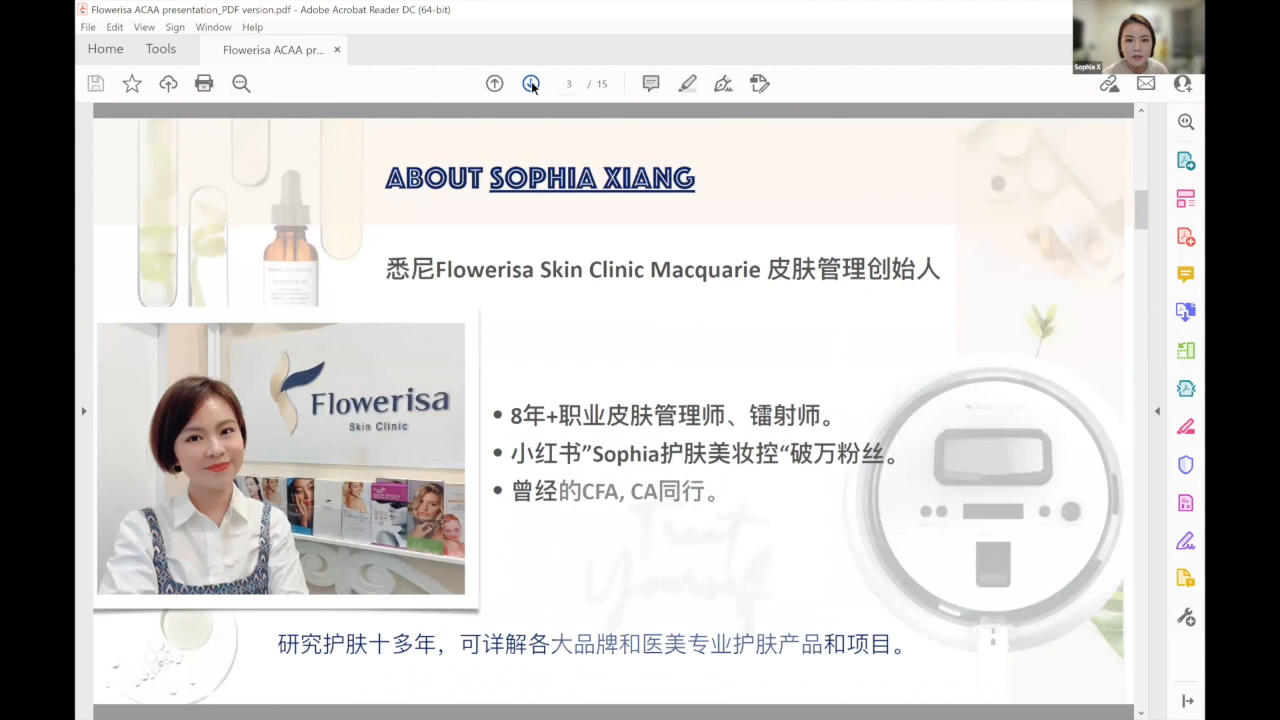 Flowerisa ACAA presentation_PDF version.pdf - Adobe Acrobat Reader DC (64-bit)
File Edit View Sign Window Help
Home Tools Flowerisa ACAA pr... ×
3 / 15
Sophia X
ABOUT SOPHIA XIANG
悉尼Flowerisa Skin Clinic Macquarie 皮肤管理创始人
Flowerisa
Skin Clinic
• 8年+职业皮肤管理师、镭射师。
• 小红书”Sophia护肤美妆控“破万粉丝。
• 曾经的CFA, CA同行。
Treat
Yourself
研究护肤十多年，可详解各大品牌和医美专业护肤产品和项目。